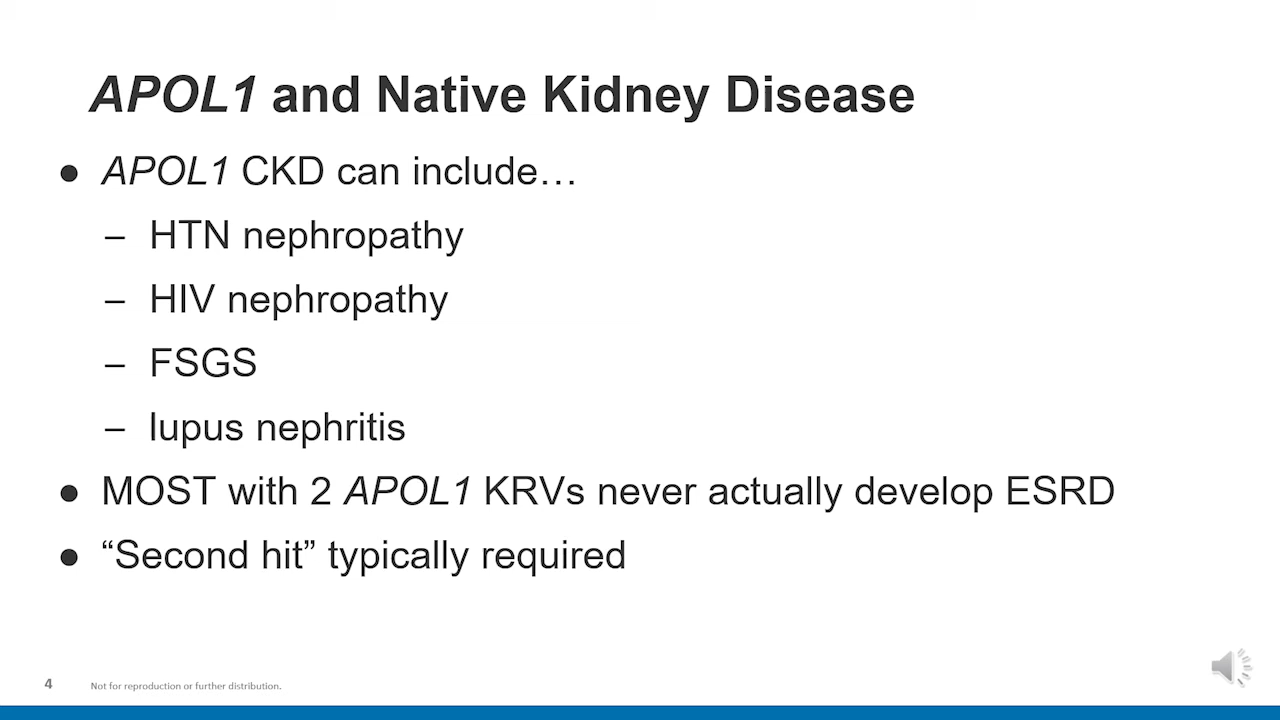 APOL1 and Native Kidney Disease
● APOL1 CKD can include…
– HTN nephropathy
– HIV nephropathy
– FSGS
– lupus nephritis
● MOST with 2 APOL1 KRVs never actually develop ESRD
● “Second hit” typically required
4 Not for reproduction or further distribution.